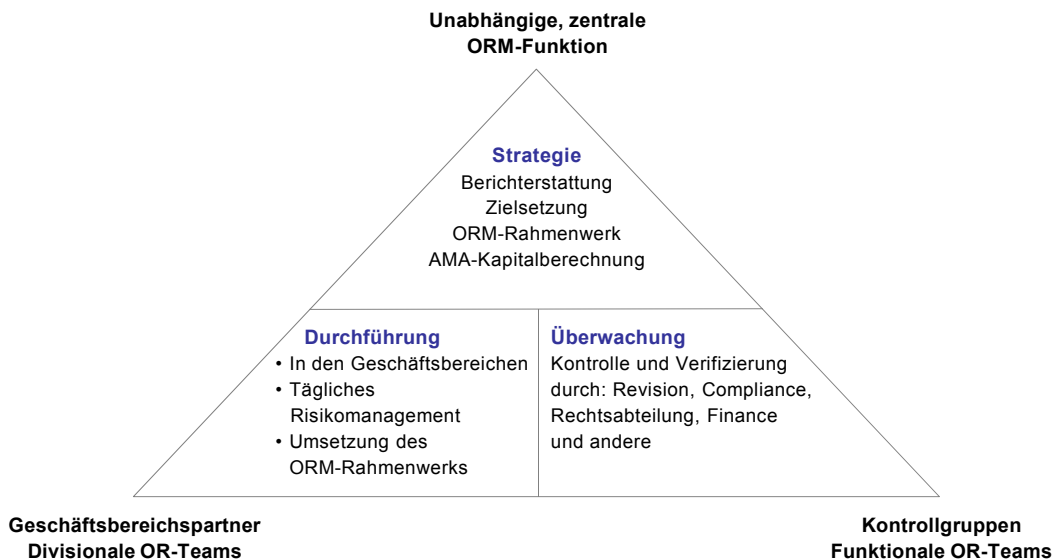 Unabhängige, zentrale
ORM-Funktion
Strategie
Berichterstattung
Zielsetzung
ORM-Rahmenwerk
AMA-Kapitalberechnung
Durchführung
• In den Geschäftsbereichen
• Tägliches
Risikomanagement
• Umsetzung des
ORM-Rahmenwerks
Überwachung
Kontrolle und Verifizierung
durch: Revision, Compliance,
Rechtsabteilung, Finance
und andere
Geschäftsbereichspartner
Divisionale OR-Teams
Kontrollgruppen
Funktionale OR-Teams